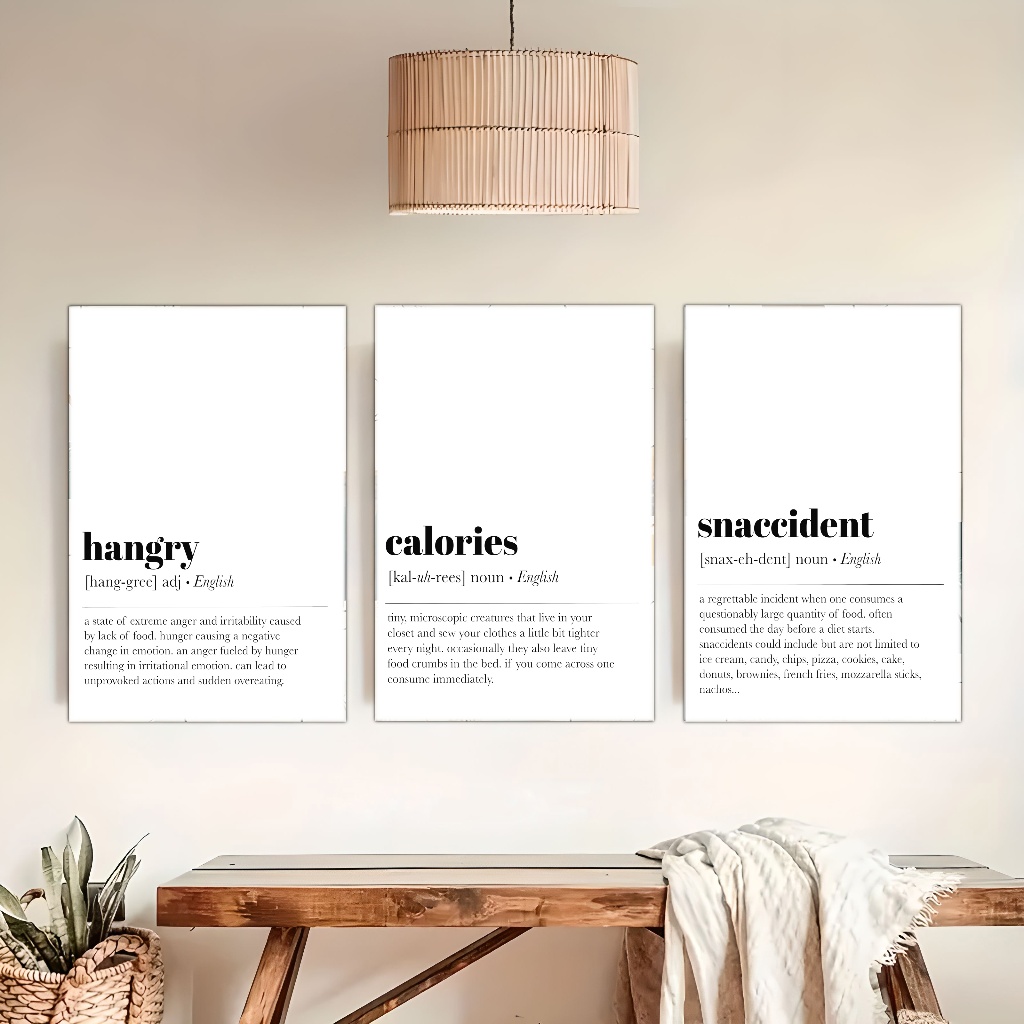 hangry
[hang-gree] adj • English
a state of extreme anger and irritability caused
by lack of food. hunger causing a negative
change in emotion. an anger fueled by hunger
resulting in irritational emotion. can lead to
unprovoked actions and sudden overeating.
calories
[kal-uh-rees] noun • English
tiny, microscopic creatures that live in your
closet and sew your clothes a little bit tighter
every night. occasionally they also leave tiny
food crumbs in the bed. if you come across one
consume immediately.
snaccident
[snax-eh-dent] noun • English
a regrettable incident when one consumes a
questionably large quantity of food. often
consumed the day before a diet starts.
snaccidents could include but are not limited to
ice cream, candy, chips, pizza, cookies, cake,
donuts, brownies, french fries, mozzarella sticks,
nachos...